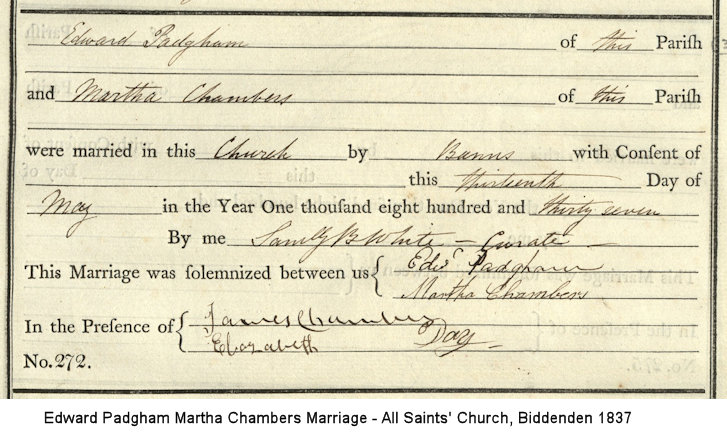 Edward Padgham of this Pariſh
and Martha Chambers of this Pariſh
were married in this Church by Banns with Conſent of
this thirteenth Day of
May in the Year One thouſand eight hundred and thirty seven
By me B White - Curate -
This Marriage was ſolemnized between us { Edwd Padgham
Martha Chambers
In the Preſence of { James Chambers
Elizabeth Day
No. 272.
Edward Padgham Martha Chambers Marriage - All Saints' Church, Biddenden 1837